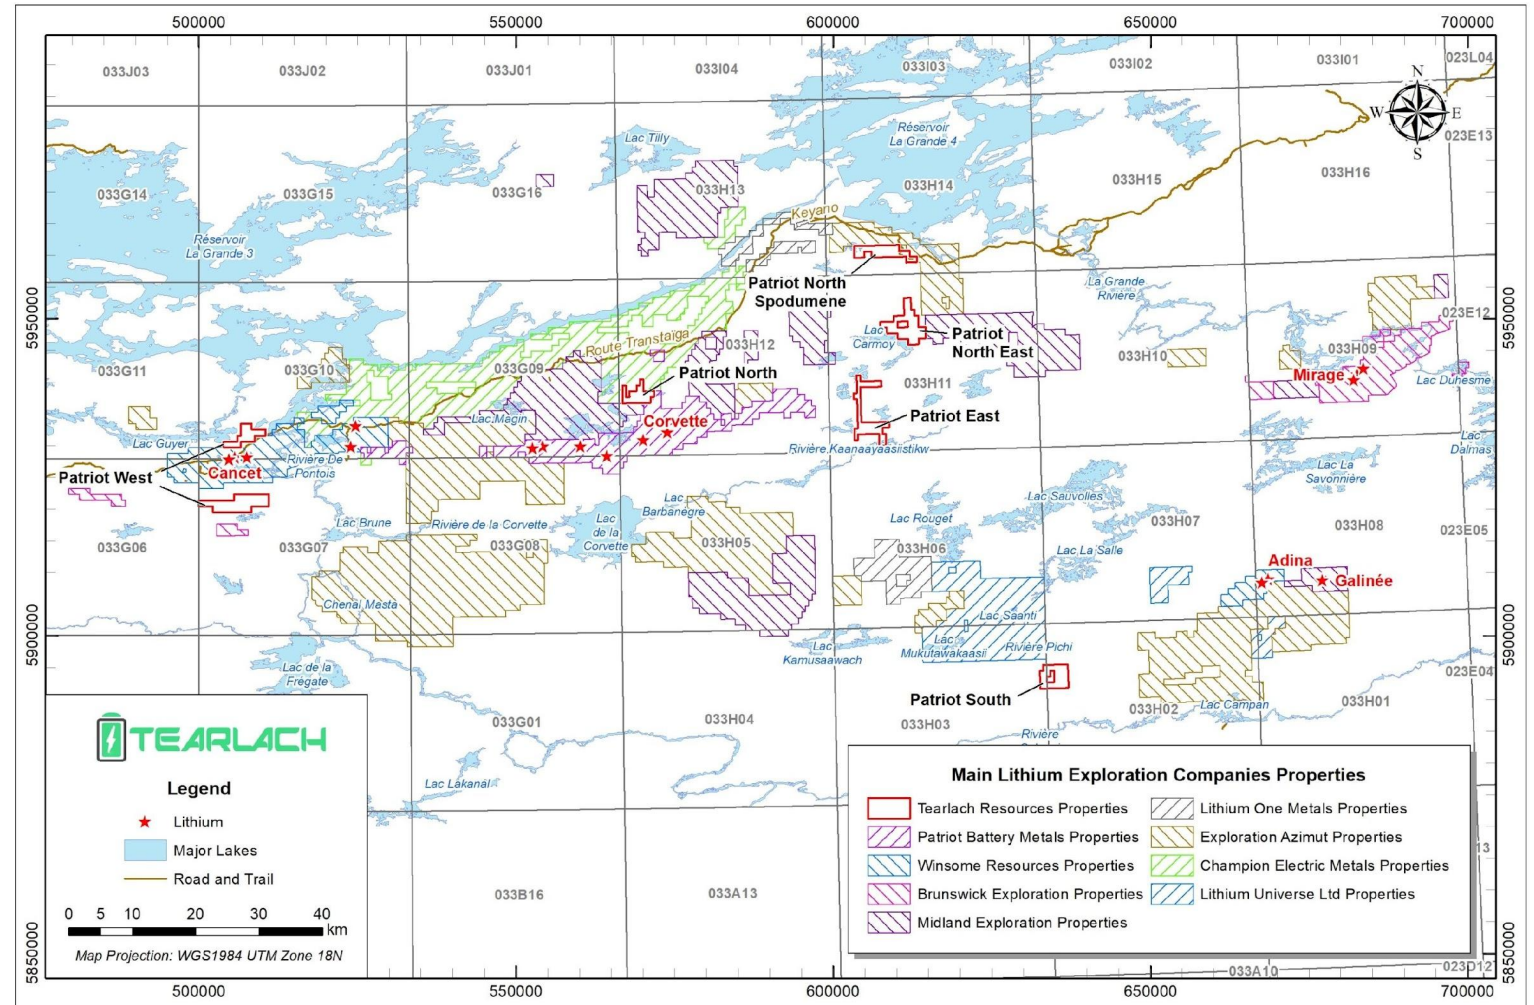 500000 550000 600000 650000 700000
033J03 033J02 033J01 033I04 033I03 033I02 033I01 023L04
N
W E
S
023E13
Lac Tilly
Réservoir
La Grande 4
033G14 033G15 033G16 033H13 033H14 033H15 033H16
Réservoir
La Grande 3
Keyano
Patriot North
Spodumene
La Grande
Rivière
5950000
5950000
023E12
Lac
Carmoy
Patriot
North East
Route Transtaïga
033H12
033G11 033G10 033G09 033H11 033H10 033H09
Patriot North
Mirage
Lac Duhesme
Lac Magin
Corvette
Patriot East
Lac Guyer
Rivière De
Pontois
Rivière Kaanaayaasiistikw
Lac
Dalmas
Cancet
Patriot West
Lac La
Savonnière
Lac Sauvolles
Lac
Barbanègre
Lac Brune
Rivière de la Corvette
Lac
de la
Corvette
Lac Rouget
033H07
033H08
023E05
033G06 033G07 033G08 033H05 033H06
Lac La Salle
Adina
Galinée
Chenal Masta
Lac Saanti
5900000
5900000
Lac
Kamusaawach
Lac
Mukutawakaasii
Rivière Pichi
Lac de la
Frégate
023E04
Patriot South
033H02
Lac Campan
033H01
033G01 033H04 033H03
Rivière
Lac Lakanal
TEARLACH
Legend
Lithium
Major Lakes
Road and Trail
0 5 10 20 30 40
km
Map Projection: WGS1984 UTM Zone 18N
Main Lithium Exploration Companies Properties
Tearlach Resources Properties
Patriot Battery Metals Properties
Winsome Resources Properties
Brunswick Exploration Properties
Midland Exploration Properties
Lithium One Metals Properties
Exploration Azimut Properties
Champion Electric Metals Properties
Lithium Universe Ltd Properties
13
033B16 033A13
5850000
5850000
033A10
023D12
500000 550000 600000 650000 700000